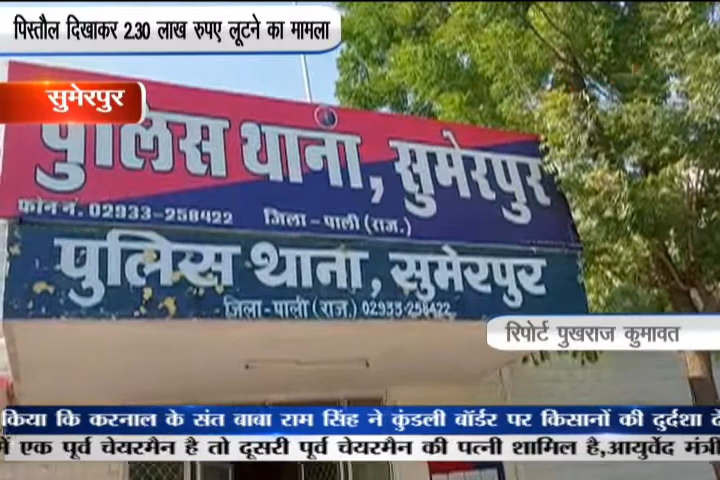 पिस्तौल दिखाकर 2.30 लाख रुपए लूटने का मामला
सुमेरपुर
पुलिस थाना, सुमेरपुर
फोन नं. 02933-258422 जिला-पाली (राज.)
पुलिस थाना, सुमेरपुर
जिला-पाली (राज.) 02933-258422
रिपोर्ट पुखराज कुमावत
किया कि करनाल के संत बाबा राम सिंह ने कुंडली बॉर्डर पर किसानों की दुर्दशा
में एक पूर्व चेयरमैन है तो दूसरी पूर्व चेयरमैन की पत्नी शामिल है,आयुर्वेद मंत्री